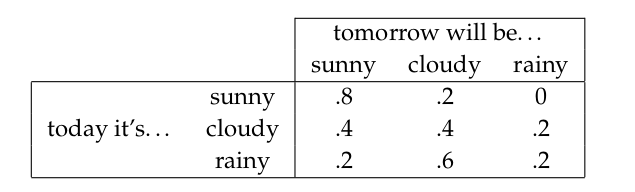 tomorrow will be...
sunny cloudy rainy
sunny .8 .2 0
today it's... cloudy .4 .4 .2
rainy .2 .6 .2